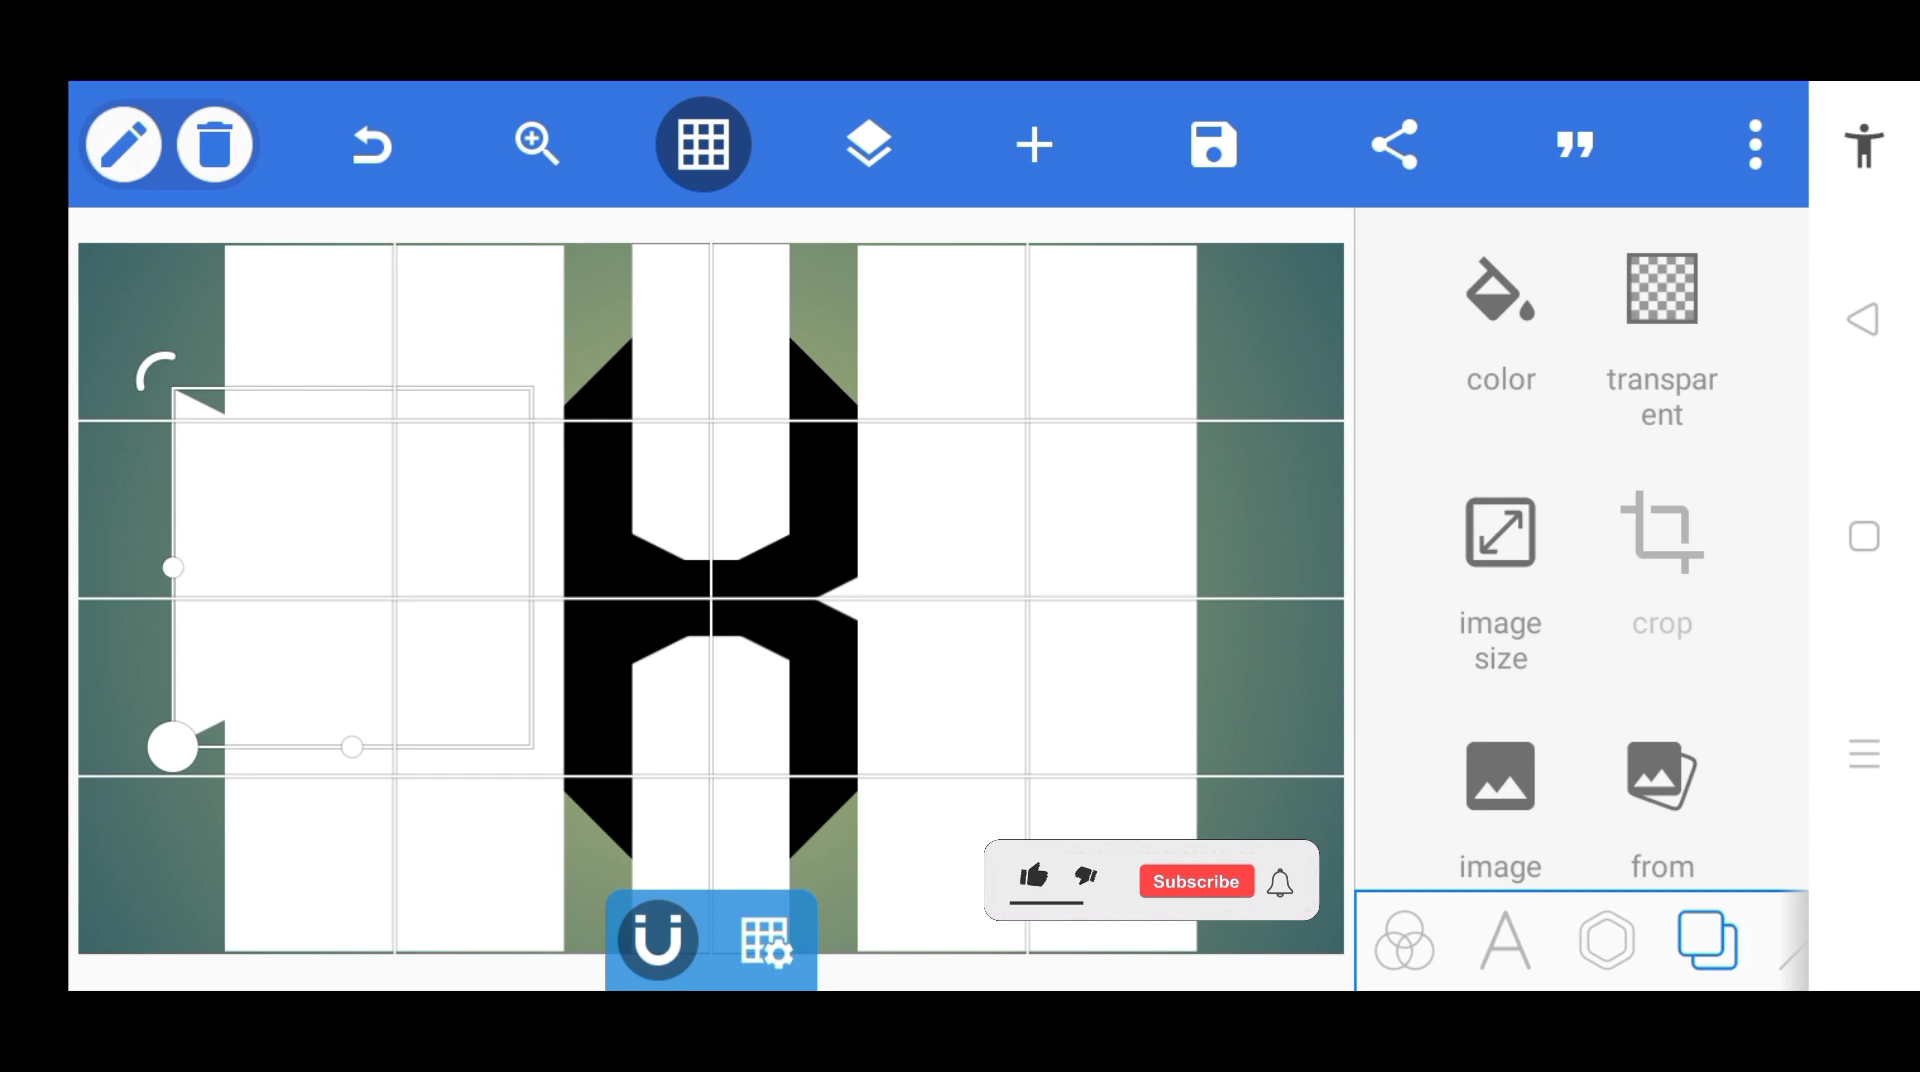 color
transpar
ent
image
size
crop
image
from
Subscribe